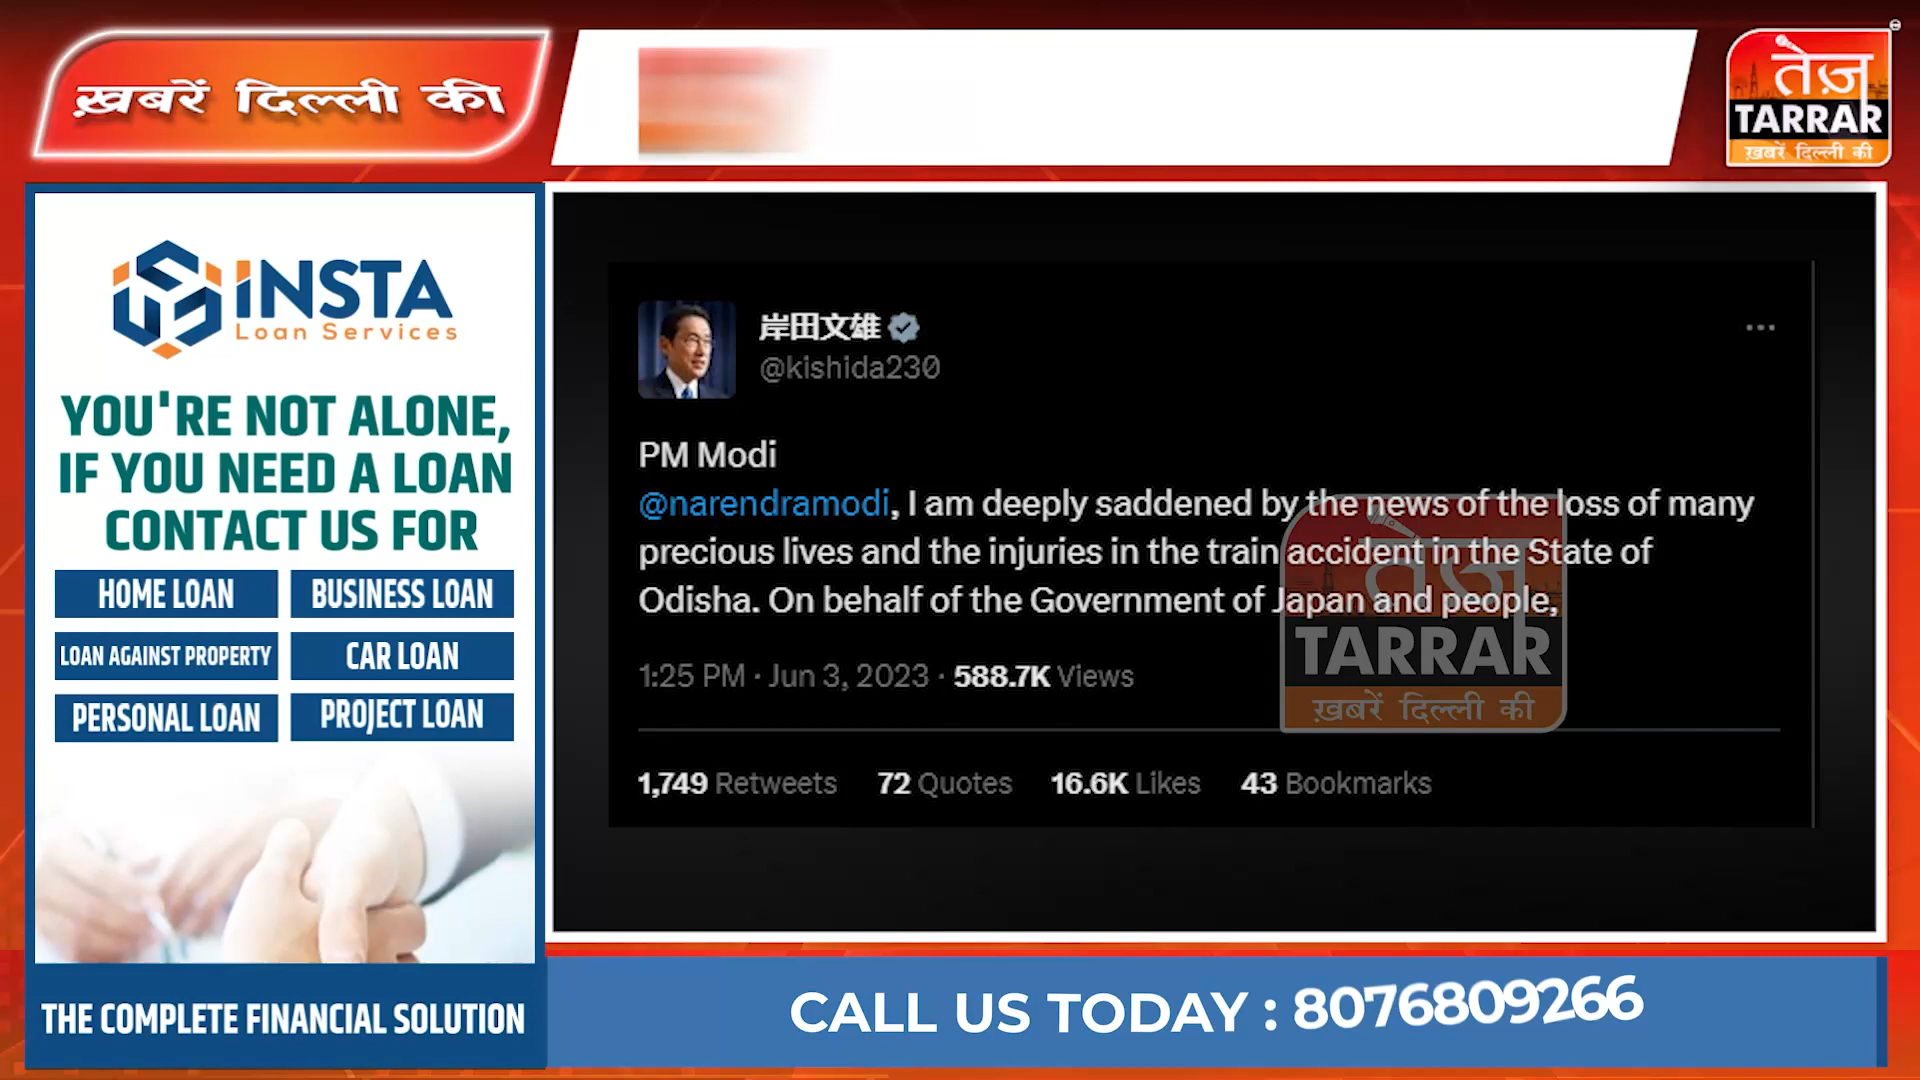 ख़बरें दिल्ली की
तेज़
TARRAR
ख़बरें दिल्ली की
INSTA
Loan Services
YOU'RE NOT ALONE,
IF YOU NEED A LOAN
CONTACT US FOR
HOME LOAN
BUSINESS LOAN
LOAN AGAINST PROPERTY
CAR LOAN
PERSONAL LOAN
PROJECT LOAN
THE COMPLETE FINANCIAL SOLUTION
岸田文雄
@kishida230
PM Modi
@narendramodi, I am deeply saddened by the news of the loss of many
precious lives and the injuries in the train accident in the State of
Odisha. On behalf of the Government of Japan and people,
1:25 PM · Jun 3, 2023 · 588.7K Views
1,749 Retweets 72 Quotes 16.6K Likes 43 Bookmarks
तेज़
TARRAR
ख़बरें दिल्ली की
CALL US TODAY : 8076809266